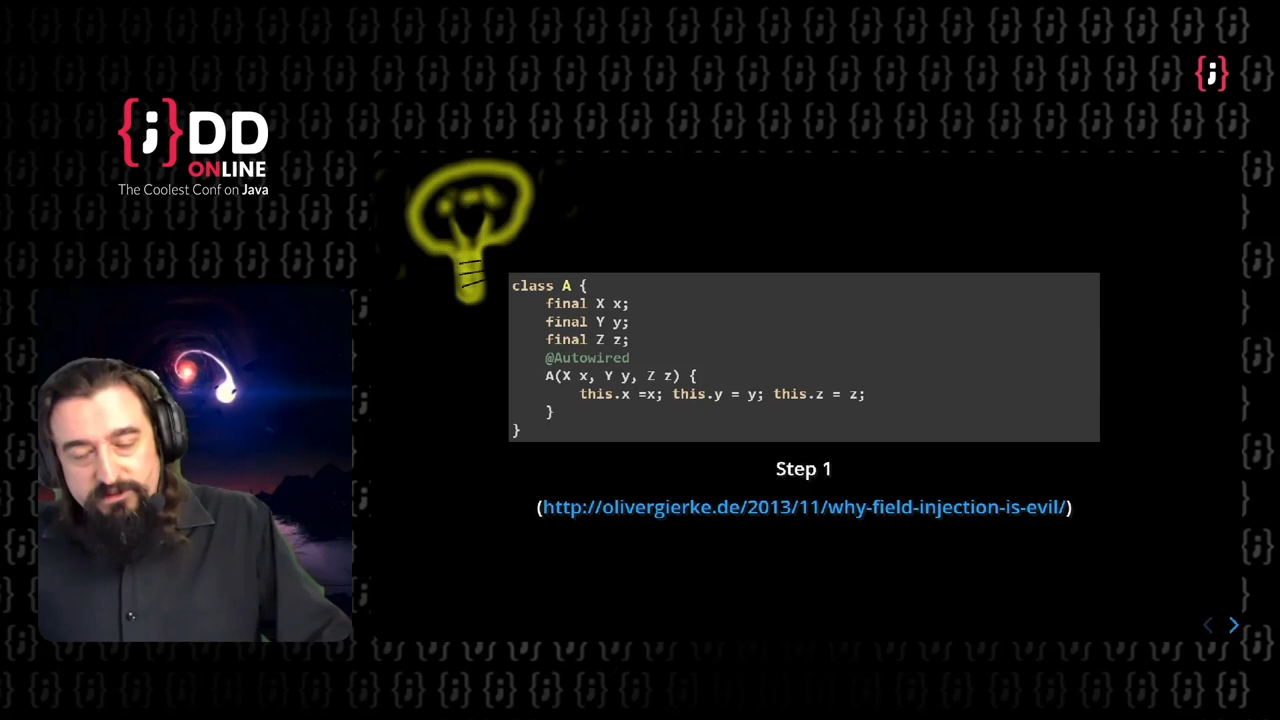 {;}
{;}DD
ONLINE
The Coolest Conf on Java
class A {
    final X x;
    final Y y;
    final Z z;
    @Autowired
    A(X x, Y y, Z z) {
        this.x =x; this.y = y; this.z = z;
    }
}
Step 1
(http://olivergierke.de/2013/11/why-field-injection-is-evil/)